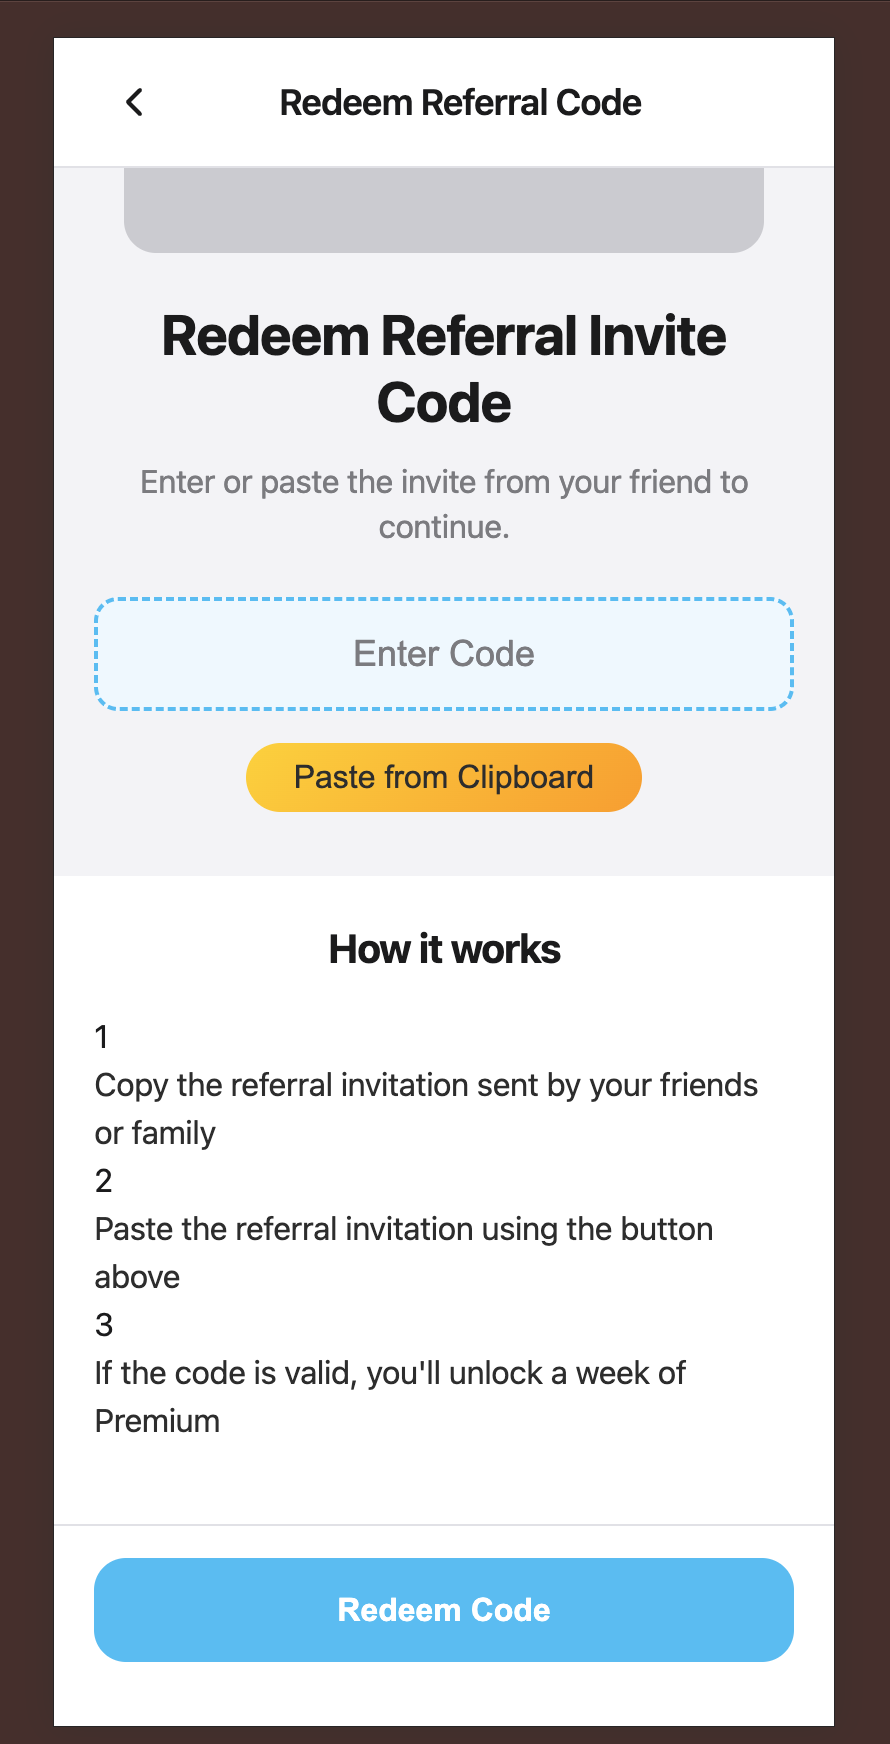 Redeem Referral Code
Redeem Referral Invite
Code
Enter or paste the invite from your friend to
continue.
Enter Code
Paste from Clipboard
How it works
1
Copy the referral invitation sent by your friends
or family
2
Paste the referral invitation using the button
above
3
If the code is valid, you'll unlock a week of
Premium
Redeem Code